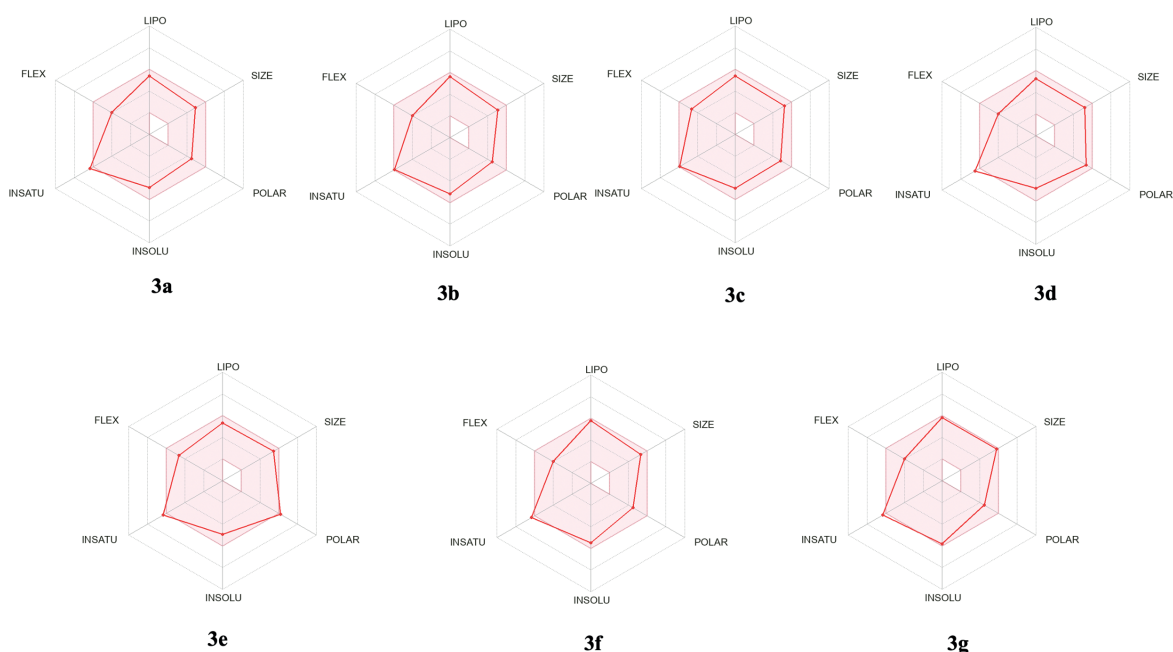 LIPO
FLEX
SIZE
INSATU
POLAR
INSOLU
3a
LIPO
FLEX
SIZE
INSATU
POLAR
INSOLU
3b
LIPO
FLEX
SIZE
INSATU
POLAR
INSOLU
3c
LIPO
FLEX
SIZE
INSATU
POLAR
INSOLU
3d
LIPO
FLEX
SIZE
INSATU
POLAR
INSOLU
3e
LIPO
FLEX
SIZE
INSATU
POLAR
INSOLU
3f
LIPO
FLEX
SIZE
INSATU
POLAR
INSOLU
3g